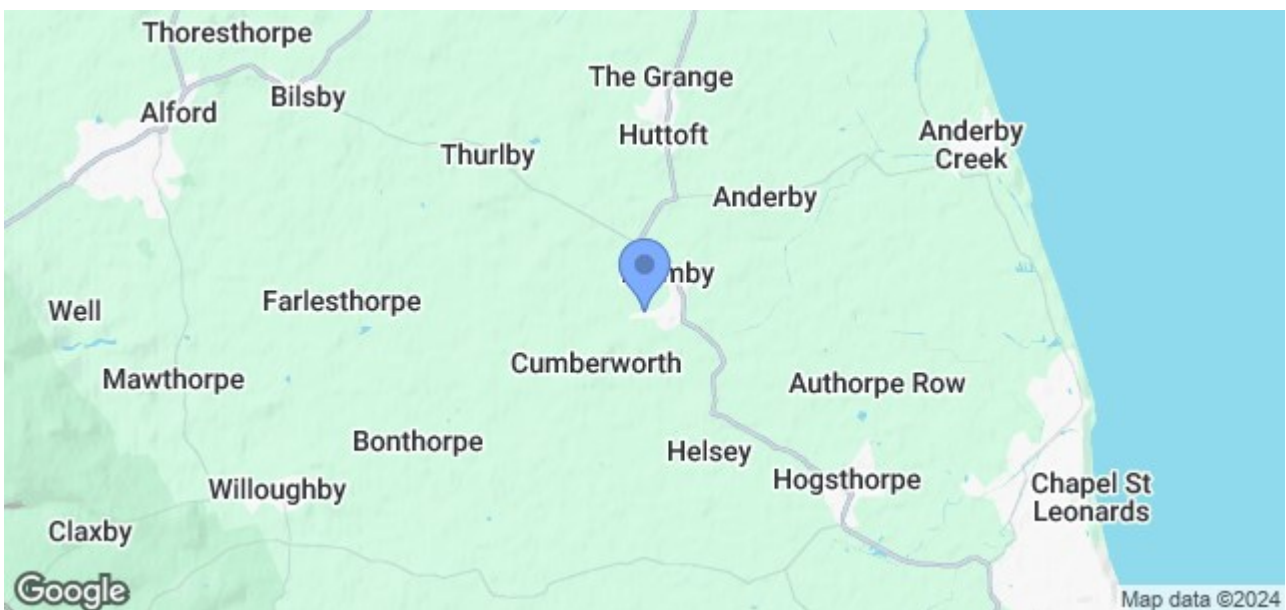 Thoresthorpe
The Grange
Bilsby
Alford
Huttoft
Anderby
Creek
Thurlby
Anderby
Well
Farlesthorpe
Cumberworth
Mawthorpe
Authorpe Row
Bonthorpe
Helsey
Hogsthorpe
Willoughby
Chapel St
Leonards
Claxby
Google
Map data ©2024